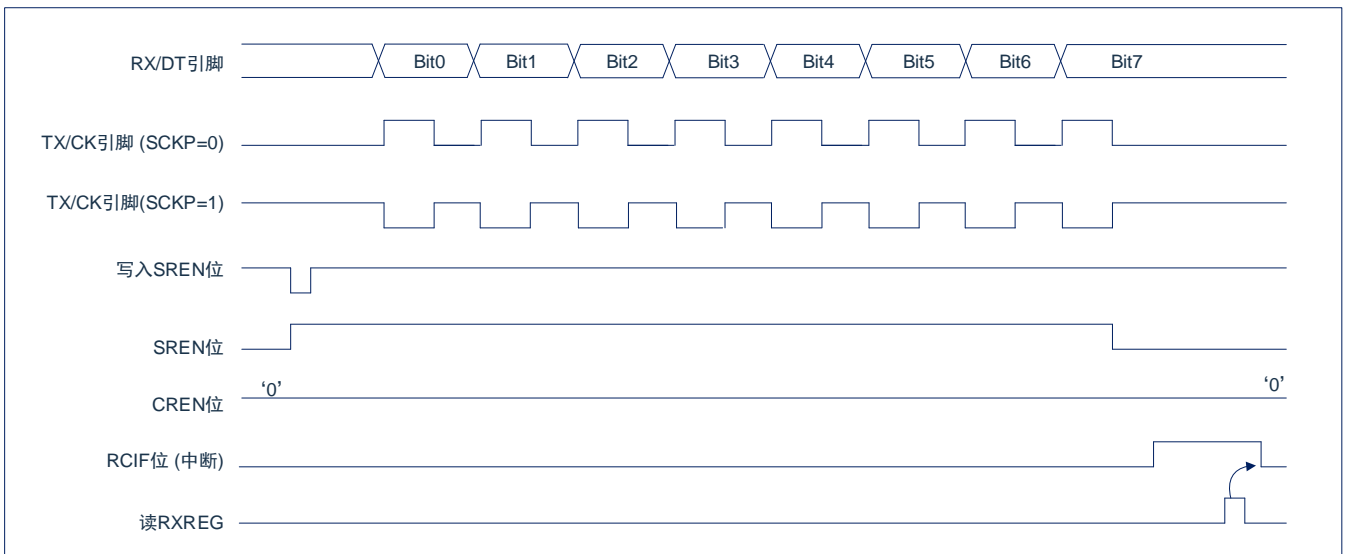 RX/DT引脚 Bit0 Bit1 Bit2 Bit3 Bit4 Bit5 Bit6 Bit7
TX/CK引脚 (SCKP=0)
TX/CK引脚(SCKP=1)
写入SREN位
SREN位
CREN位 ‘0’ ‘0’
RCIF位 (中断)
读RXREG